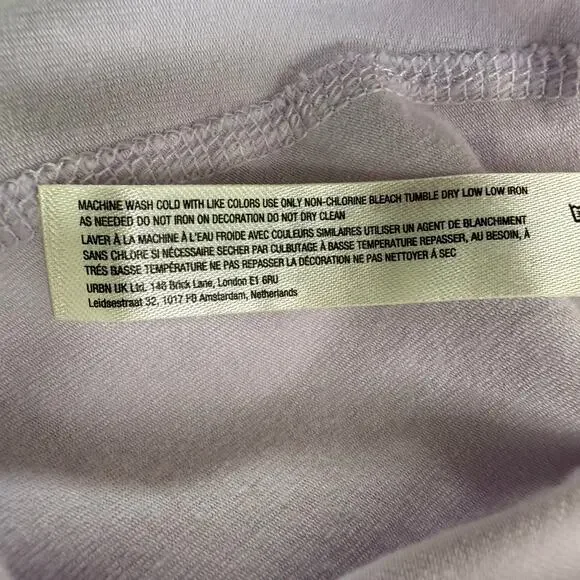 MACHINE WASH COLD WITH LIKE COLORS USE ONLY NON-CHLORINE BLEACH TUMBLE DRY LOW LOW IRON
AS NEEDED DO NOT IRON ON DECORATION DO NOT DRY CLEAN
LAVER À LA MACHINE À L'EAU FROIDE AVEC COULEURS SIMILAIRES UTILISER UN AGENT DE BLANCHIMENT
SANS CHLORE SI NÉCESSAIRE SECHER PAR CULBUTAGE À BASSE TEMPERATURE REPASSER, AU BESOIN, À
TRÉS BASSE TEMPÉRATURE NE PAS REPASSER LA DÉCORATION NE PAS NETTOYER À SEC
URBN UK Ltd. 146 Brick Lane, London E1 6RU
Leidsestraat 32, 1017 PB Amsterdam, Netherlands